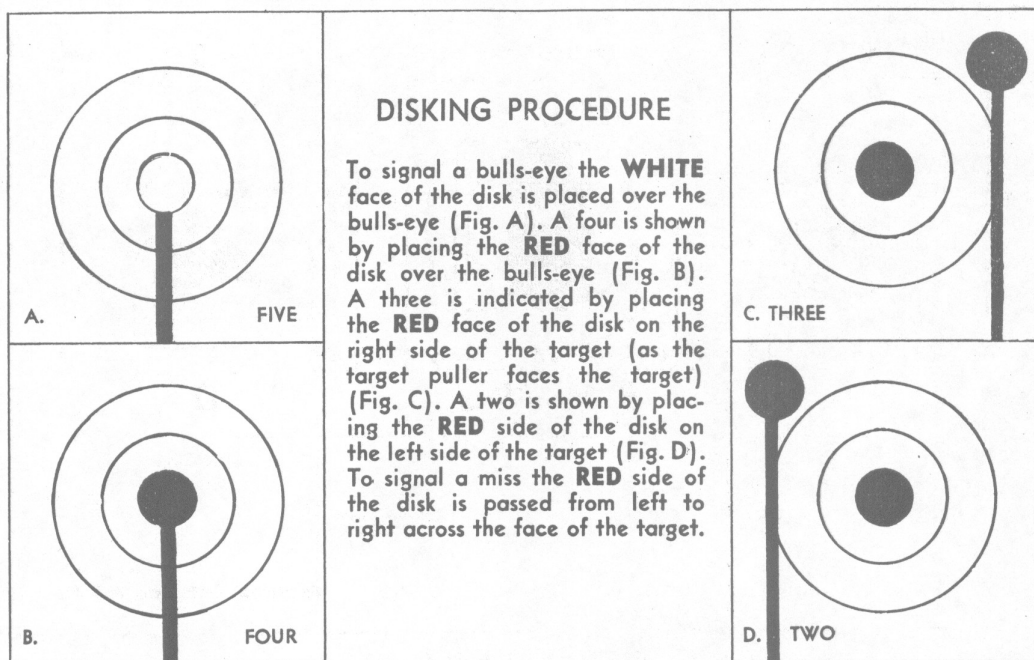 A. FIVE
B. FOUR
DISKING PROCEDURE
To signal a bulls-eye the WHITE
face of the disk is placed over the
bulls-eye (Fig. A). A four is shown
by placing the RED face of the
disk over the bulls-eye (Fig. B).
A three is indicated by placing
the RED face of the disk on the
right side of the target (as the
target puller faces the target)
(Fig. C). A two is shown by plac-
ing the RED side of the disk on
the left side of the target (Fig. D).
To signal a miss the RED side of
the disk is passed from left to
right across the face of the target.
C. THREE
D. TWO